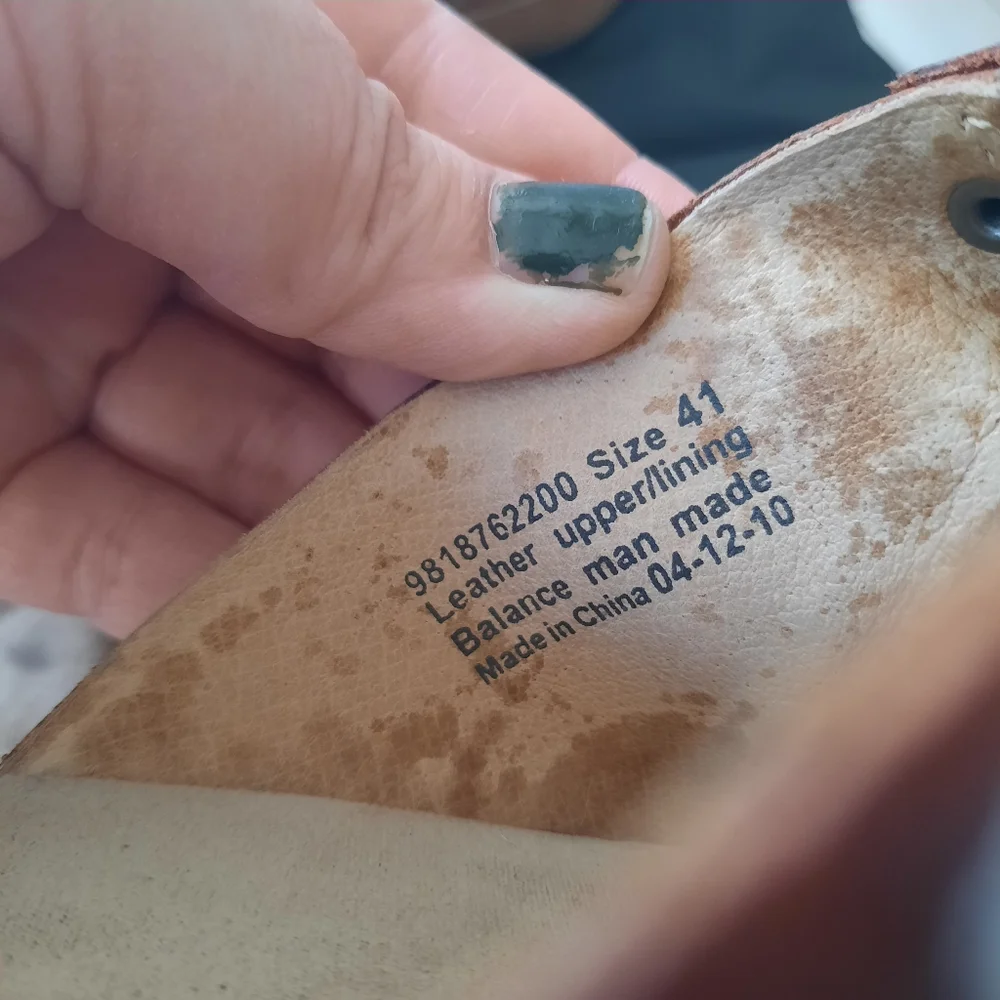 9818762200 Size 41
Leather upper/lining
Balance man made
Made in China 04-12-10